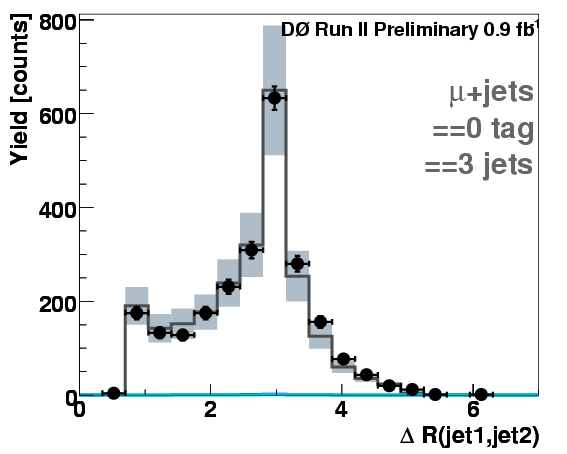 DØ Run II Preliminary 0.9 fb⁻¹
μ+jets
==0 tag
==3 jets
Yield [counts]
800
600
400
200
0
0 2 4 6
Δ R(jet1,jet2)